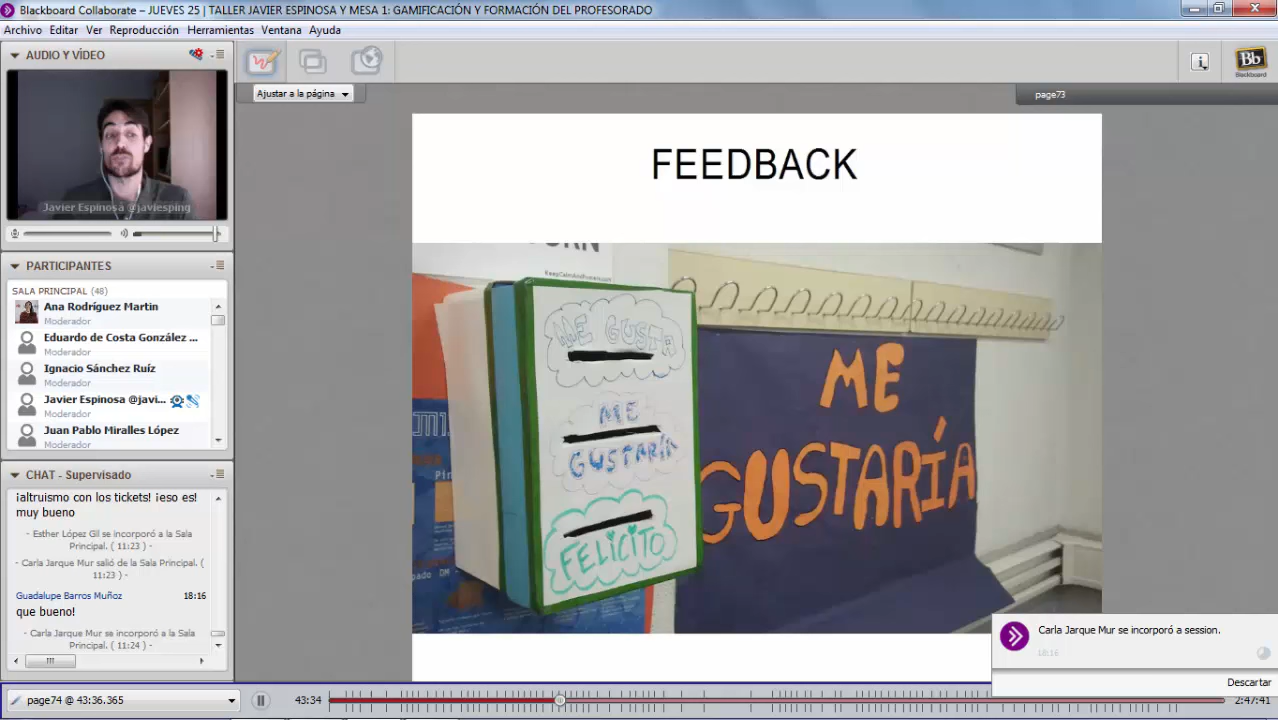 Blackboard Collaborate – JUEVES 25 | TALLER JAVIER ESPINOSA Y MESA 1: GAMIFICACIÓN Y FORMACIÓN DEL PROFESORADO
Archivo Editar Ver Reproducción Herramientas Ventana Ayuda
AUDIO Y VÍDEO
Javier Espinosa @javiesping
PARTICIPANTES
SALA PRINCIPAL (48)
Ana Rodríguez Martin
Moderador
Eduardo de Costa González ...
Moderador
Ignacio Sánchez Ruíz
Moderador
Javier Espinosa @javi...
Moderador
Juan Pablo Miralles López
Moderador
CHAT - Supervisado
¡altruismo con los tickets! ¡eso es!
muy bueno
- Esther López Gil se incorporó a la Sala
Principal. ( 11:23 ) -
- Carla Jarque Mur salió de la Sala Principal. (
11:23 ) -
Guadalupe Barros Muñoz 18:16
que bueno!
- Carla Jarque Mur se incorporó a la Sala
Principal. ( 11:24 ) -
Ajustar a la página
page73
Bb
Blackboard
FEEDBACK
KeepCalmAndPosters.com
ME GUSTA
ME
GUSTARÍA
FELICITO
ME
GUSTARÍA
Carla Jarque Mur se incorporó a session.
18:16
Descartar
page74 @ 43:36.365
43:34
2:47:41